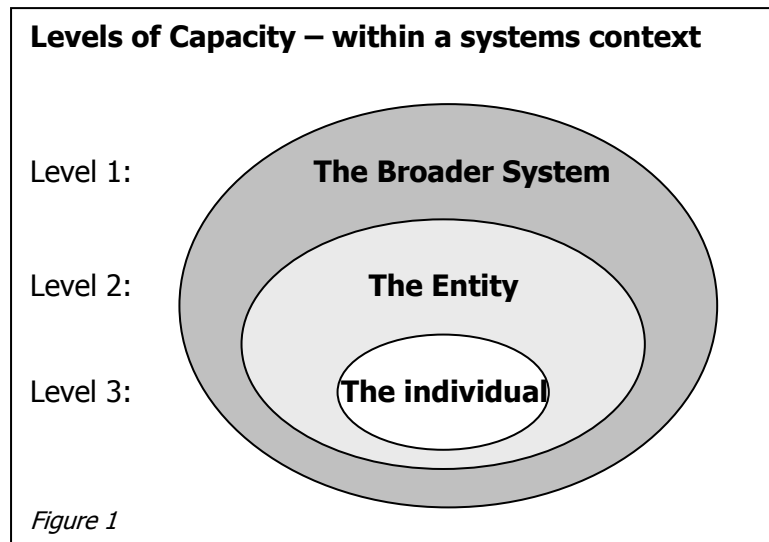 Levels of Capacity – within a systems context
Level 1: The Broader System
Level 2: The Entity
Level 3: The individual
Figure 1